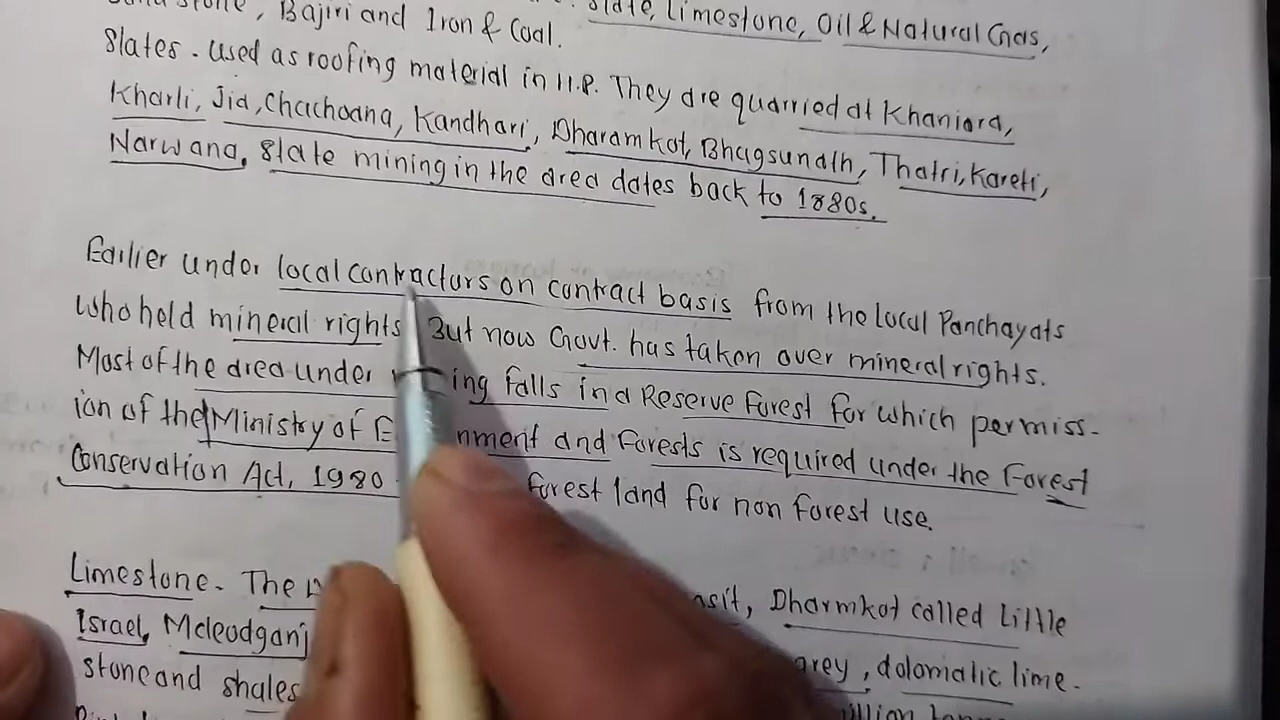 Bajiri and Iron & Coal. Slate, Limestone, Oil & Natural Gas,
Slates - used as roofing material in H.P. They are quarried at Khaniara,
Kharli, Jia, Chachoana, Kandhari, Dharamkot, Bhagsunath, Thatri, Kareti,
Narwana, Slate mining in the area dates back to 1880s.
Earlier under local contractors on contract basis from the local Panchayats
who held mineral rights But now Govt. has taken over mineral rights.
Most of the area under ing falls in a Reserve Forest for which permiss-
ion of the Ministry of E nment and Forests is required under the Forest
Conservation Act, 1980 forest land for non forest use.
Limestone - The Dharmkot called Little
Israel, Mcleodganj grey, dolomatic lime-
stone and shales